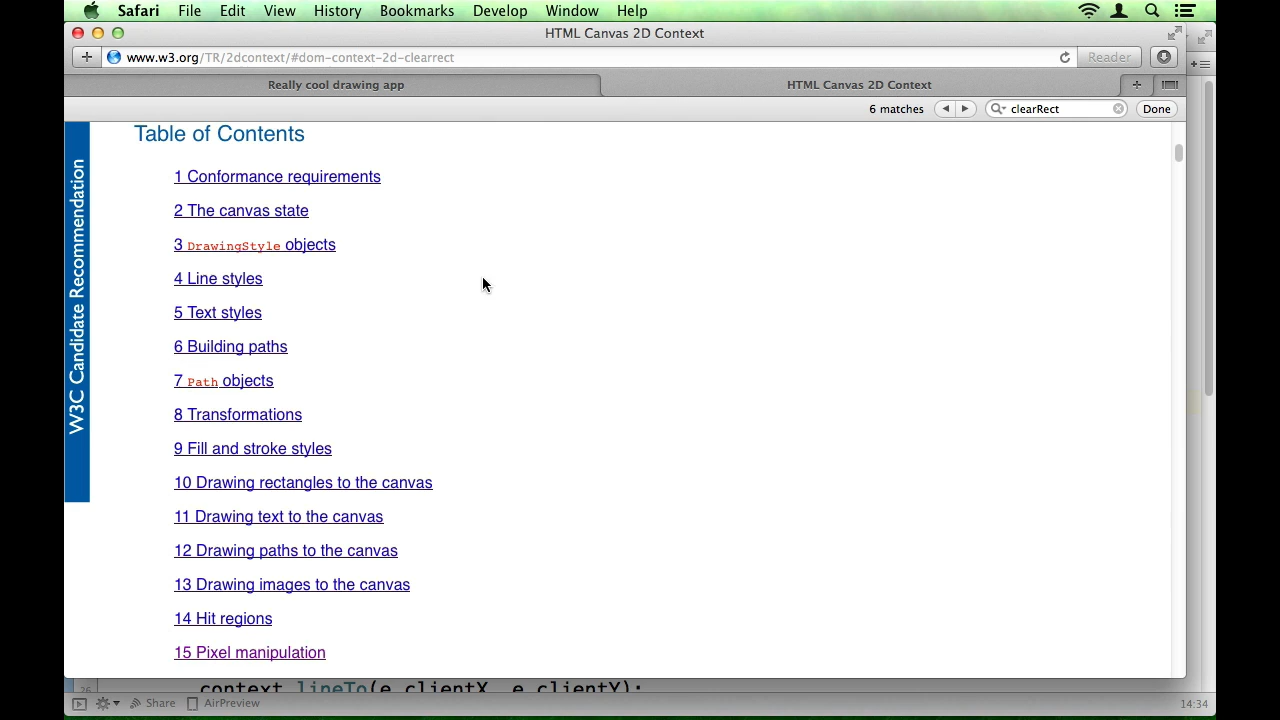 Safari File Edit View History Bookmarks Develop Window Help
HTML Canvas 2D Context
www.w3.org/TR/2dcontext/#dom-context-2d-clearrect
Reader
Really cool drawing app
HTML Canvas 2D Context
6 matches
clearRect
Done
W3C Candidate Recommendation
Table of Contents
1 Conformance requirements
2 The canvas state
3 DrawingStyle objects
4 Line styles
5 Text styles
6 Building paths
7 Path objects
8 Transformations
9 Fill and stroke styles
10 Drawing rectangles to the canvas
11 Drawing text to the canvas
12 Drawing paths to the canvas
13 Drawing images to the canvas
14 Hit regions
15 Pixel manipulation
26 context.lineTo(e.clientX, e.clientY);
Share AirPreview 14:34